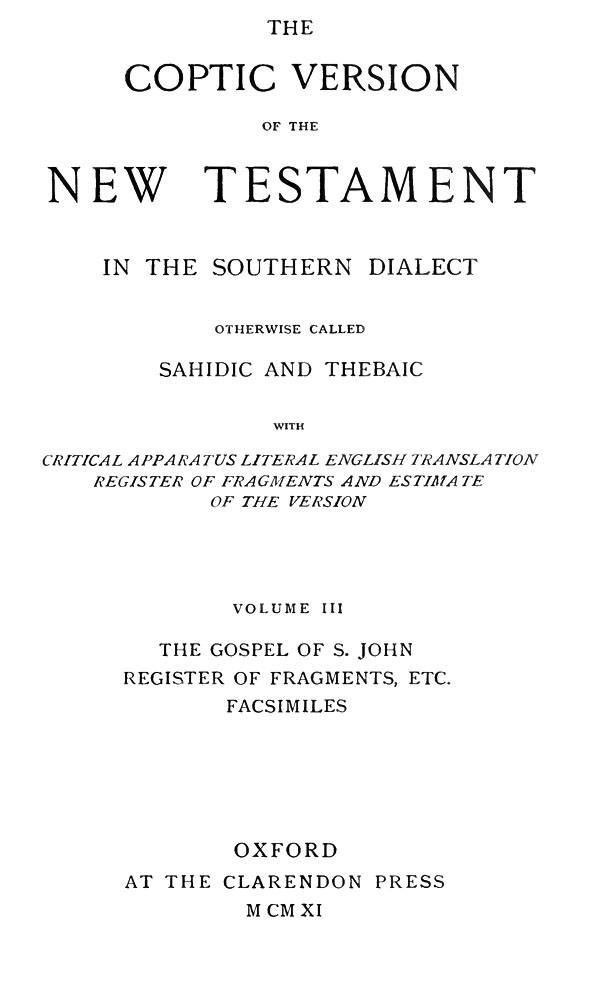 THE
COPTIC VERSION
OF THE
NEW TESTAMENT
IN THE SOUTHERN DIALECT
OTHERWISE CALLED
SAHIDIC AND THEBAIC
WITH
CRITICAL APPARATUS LITERAL ENGLISH TRANSLATION
REGISTER OF FRAGMENTS AND ESTIMATE
OF THE VERSION
VOLUME III
THE GOSPEL OF S. JOHN
REGISTER OF FRAGMENTS, ETC.
FACSIMILES
OXFORD
AT THE CLARENDON PRESS
MCMXI